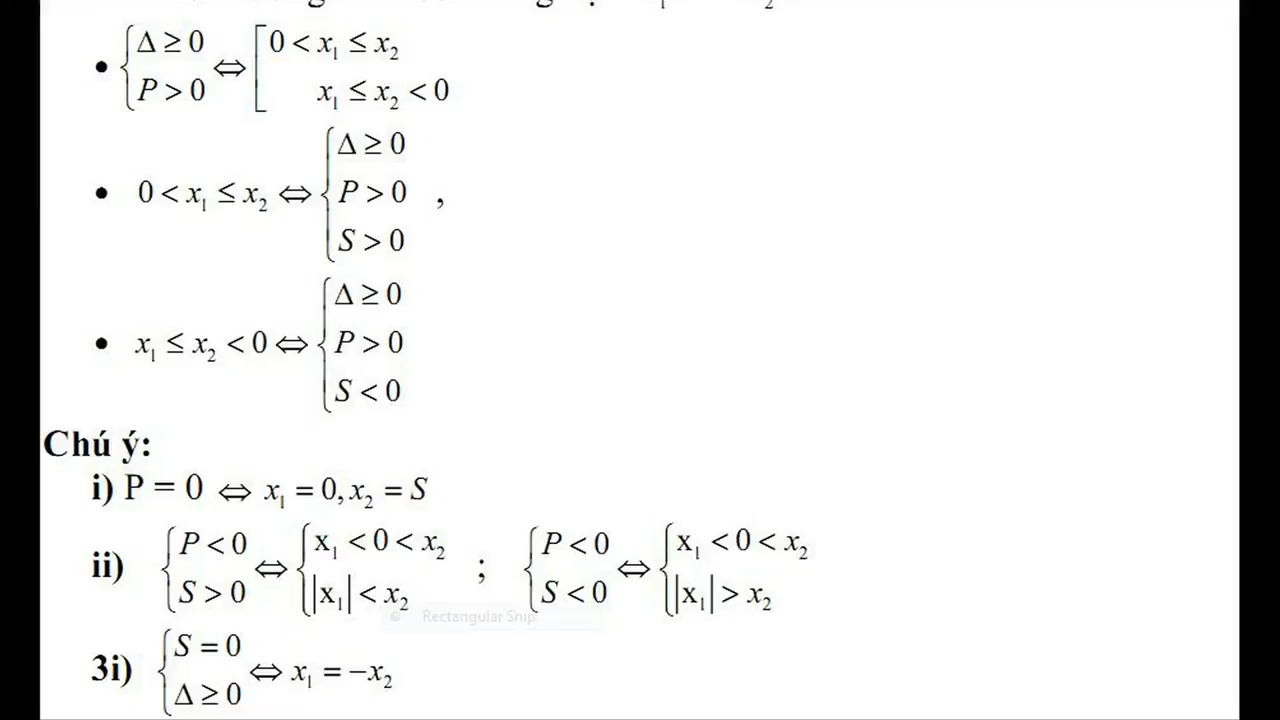 • { Δ ≥ 0 ; P > 0 ⇔ [ 0 < x₁ ≤ x₂ ; x₁ ≤ x₂ < 0
• 0 < x₁ ≤ x₂ ⇔ { Δ ≥ 0 ; P > 0 ; S > 0 ,
• x₁ ≤ x₂ < 0 ⇔ { Δ ≥ 0 ; P > 0 ; S < 0
Chú ý:
i) P = 0 ⇔ x₁ = 0, x₂ = S
ii) { P < 0 ; S > 0 ⇔ { x₁ < 0 < x₂ ; |x₁| < x₂ ; { P < 0 ; S < 0 ⇔ { x₁ < 0 < x₂ ; |x₁| > x₂
Rectangular Snip
3i) { S = 0 ; Δ ≥ 0 ⇔ x₁ = −x₂